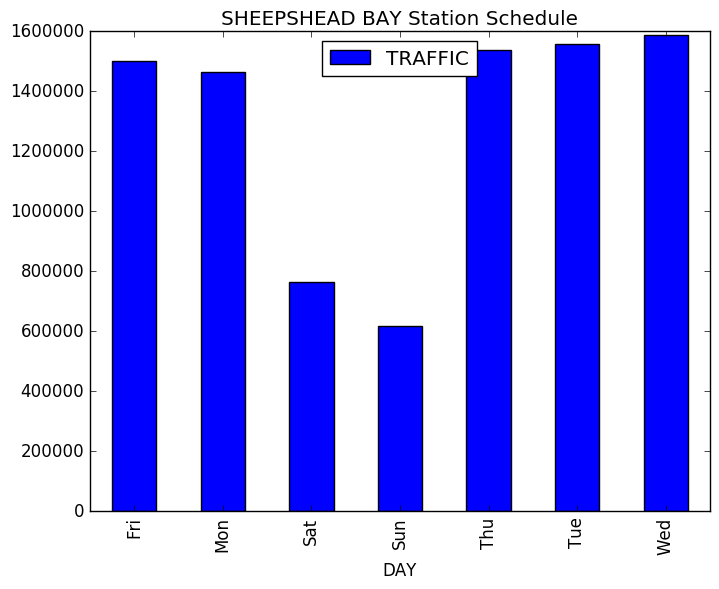 SHEEPSHEAD BAY Station Schedule
TRAFFIC
1600000
1400000
1200000
1000000
800000
600000
400000
200000
0
Fri
Mon
Sat
Sun
Thu
Tue
Wed
DAY